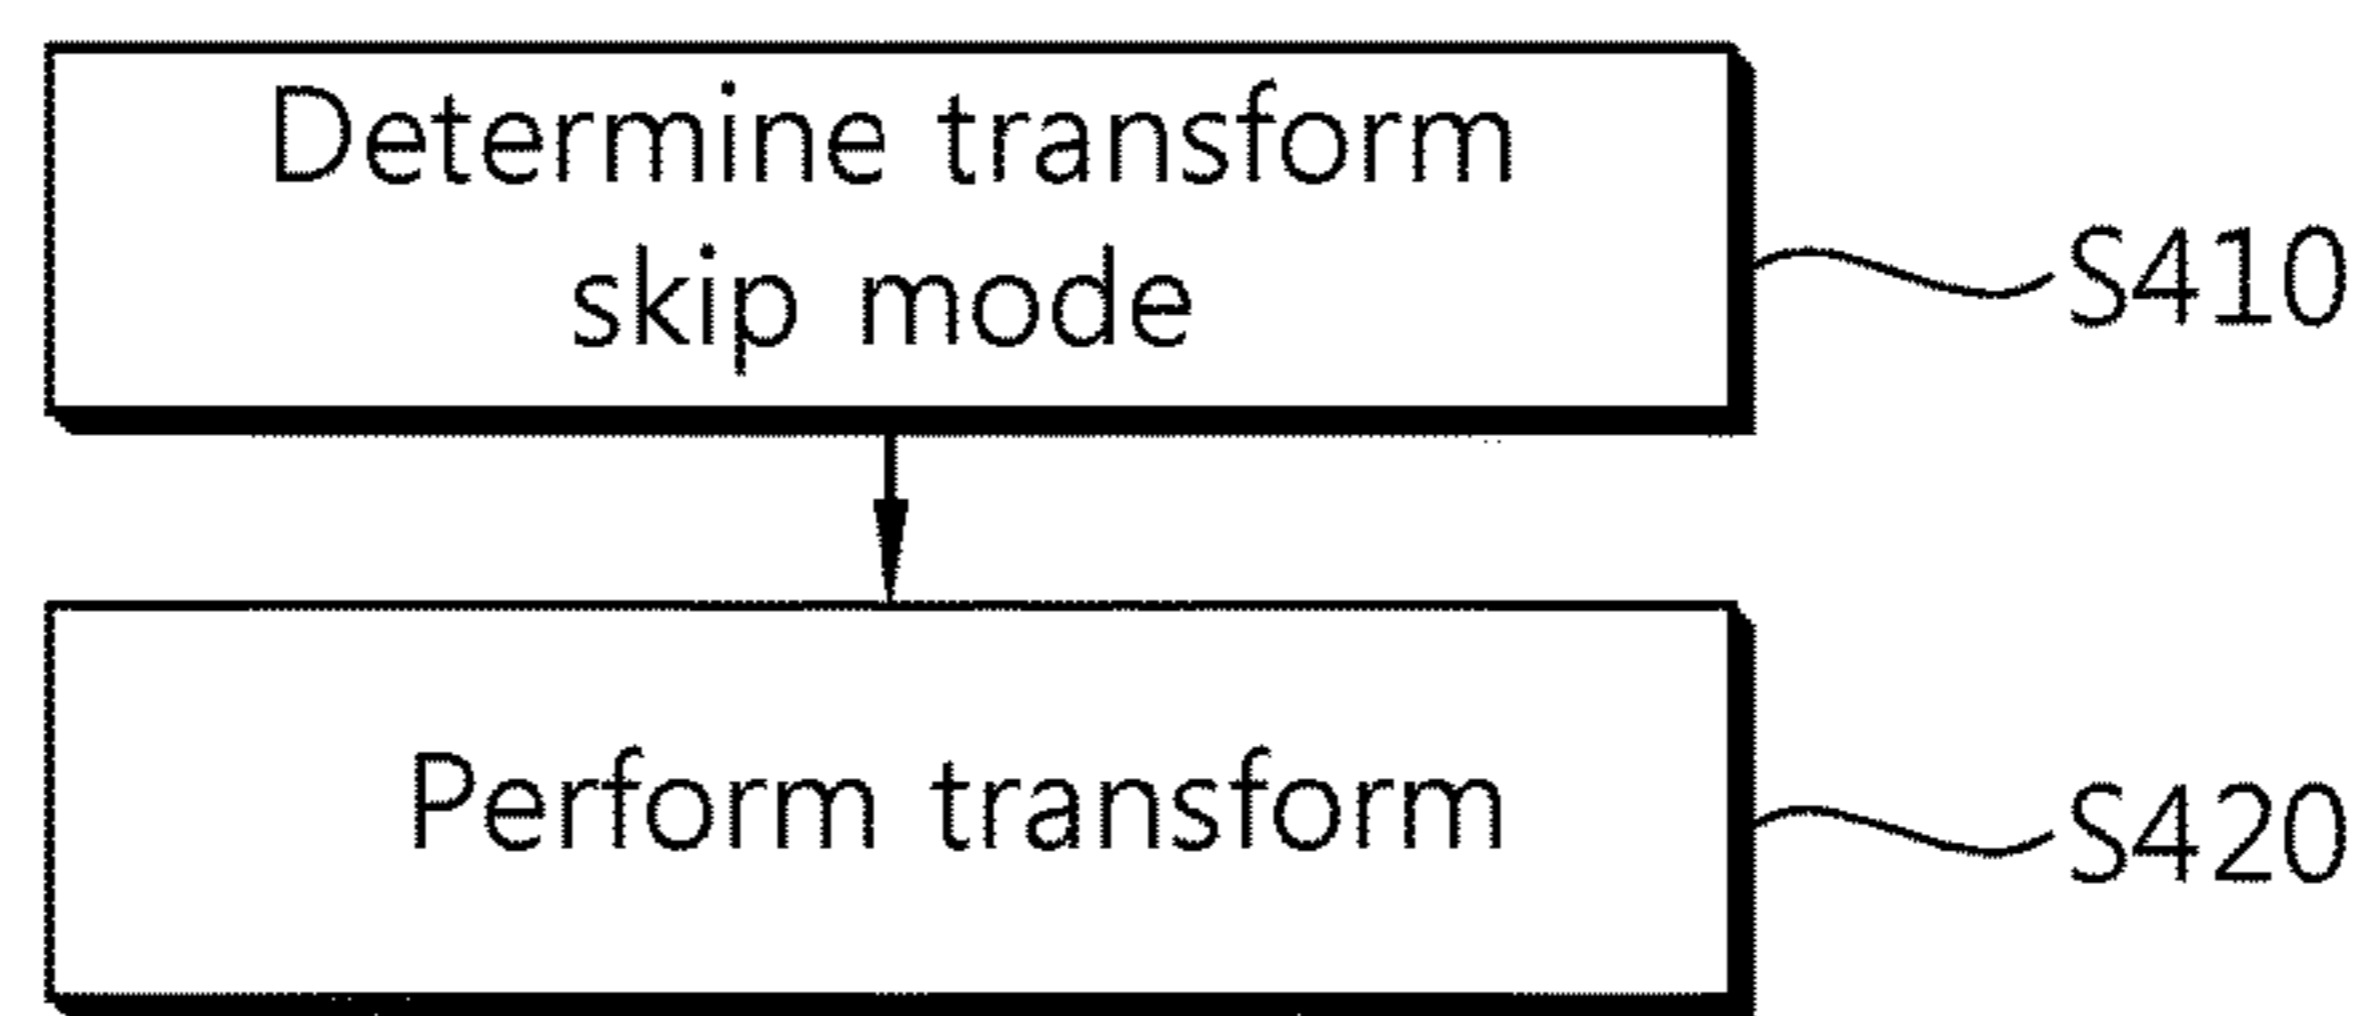 Determine transform
skip mode
S410
Perform transform
S420